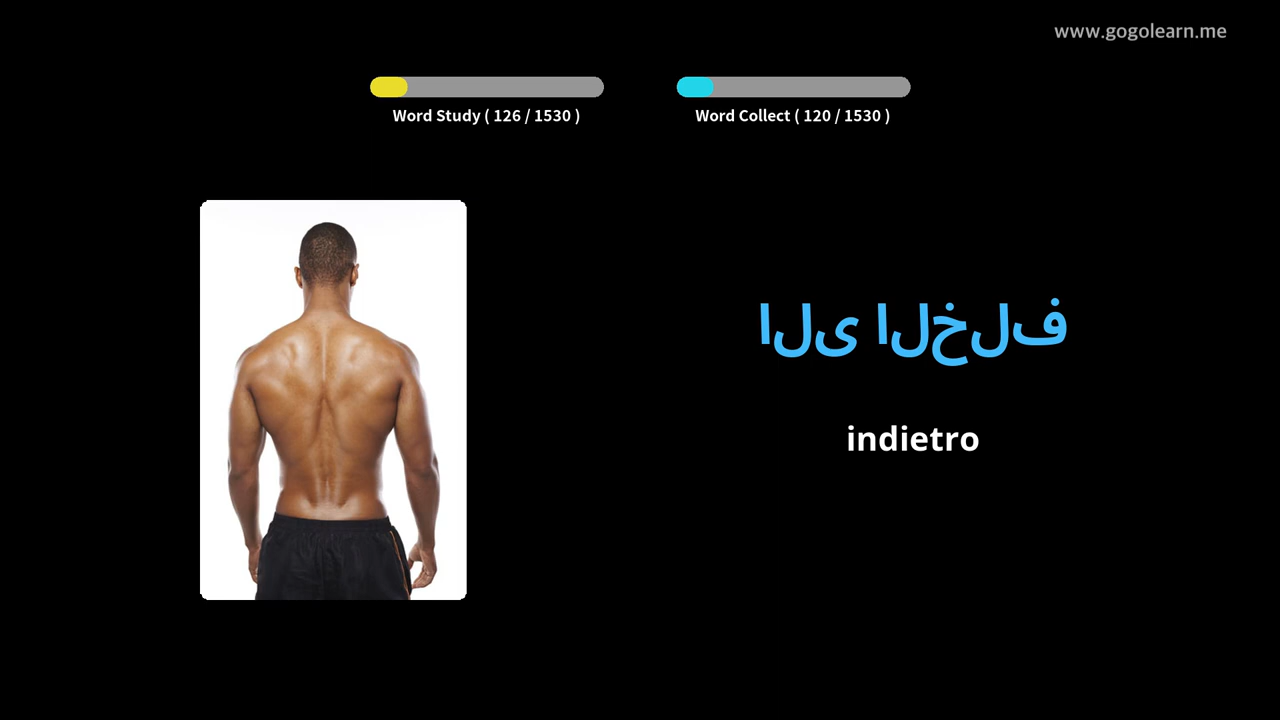 www.gogolearn.me
Word Study ( 126 / 1530 )
Word Collect ( 120 / 1530 )
الى الخلف
indietro